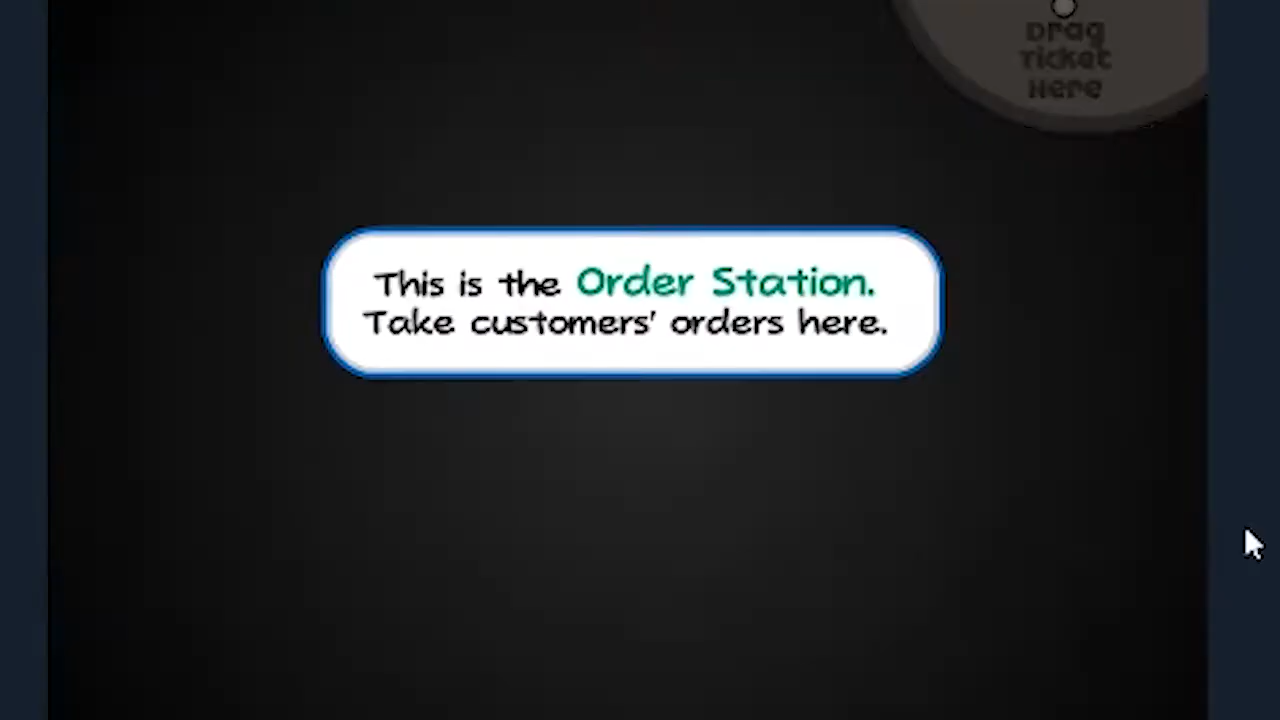 Drag
Ticket
Here
This is the Order Station.
Take customers' orders here.